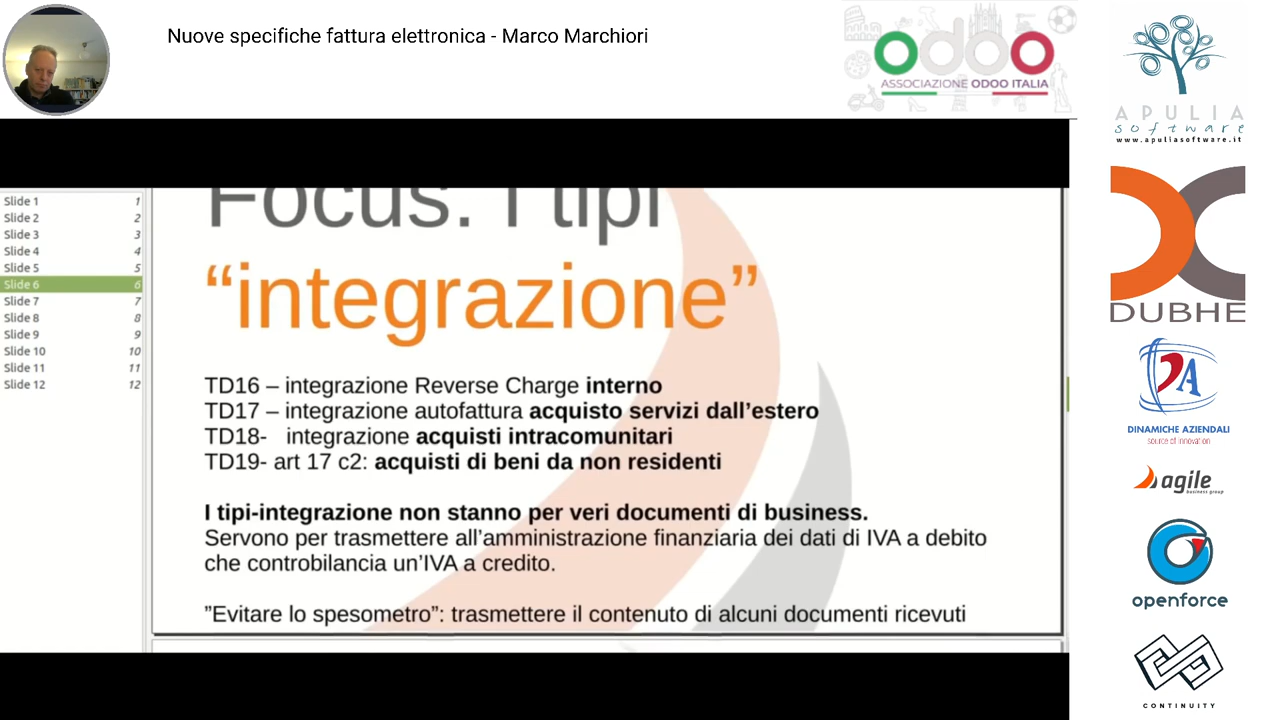 Nuove specifiche fattura elettronica - Marco Marchiori
odoo
ASSOCIAZIONE ODOO ITALIA
APULIA
software
www.apuliasoftware.it
DUBHE
DINAMICHE AZIENDALI
source of innovation
agile
business group
openforce
CONTINUITY
Slide 1 1
Slide 2 2
Slide 3 3
Slide 4 4
Slide 5 5
Slide 6 6
Slide 7 7
Slide 8 8
Slide 9 9
Slide 10 10
Slide 11 11
Slide 12 12
Focus: i tipi
“integrazione”
TD16 – integrazione Reverse Charge interno
TD17 – integrazione autofattura acquisto servizi dall’estero
TD18- integrazione acquisti intracomunitari
TD19- art 17 c2: acquisti di beni da non residenti
I tipi-integrazione non stanno per veri documenti di business.
Servono per trasmettere all’amministrazione finanziaria dei dati di IVA a debito
che controbilancia un’IVA a credito.
”Evitare lo spesometro”: trasmettere il contenuto di alcuni documenti ricevuti